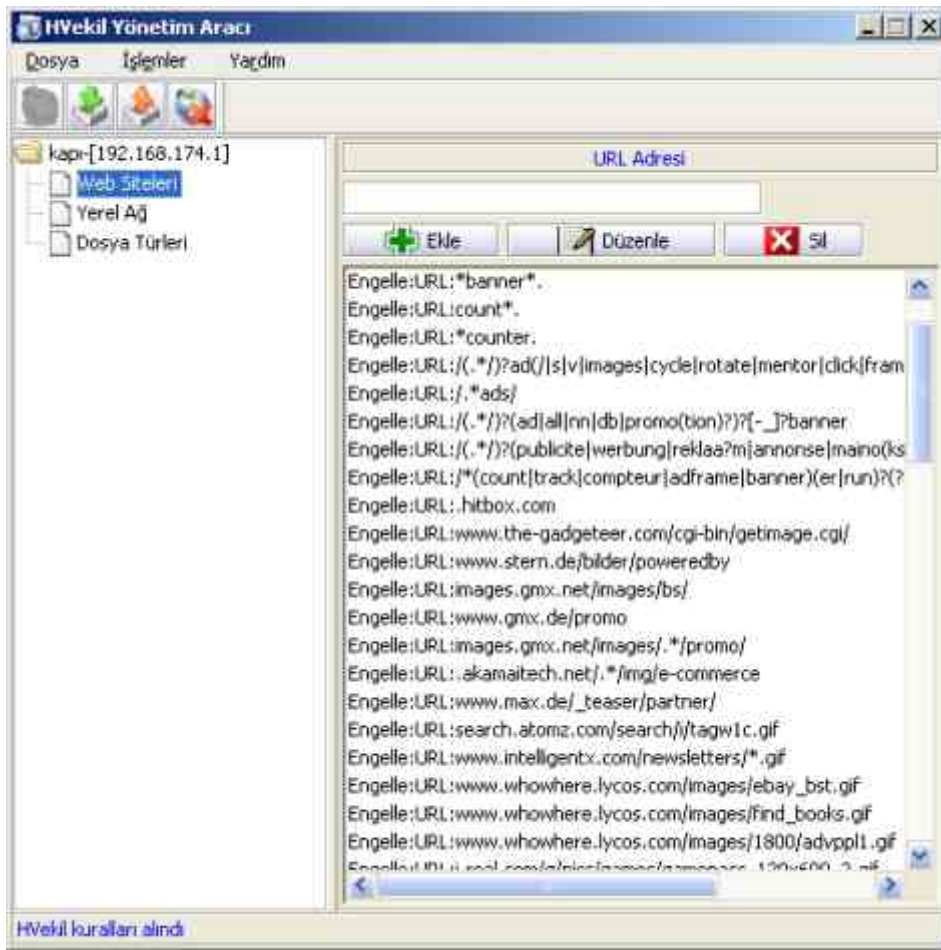 HVekil Yönetim Aracı
Dosya İşlemler Yardım
kapı-[192.168.174.1]
Web Siteleri
Yerel Ağ
Dosya Türleri
URL Adresi
Ekle Düzenle Sil
Engelle:URL:*banner*.
Engelle:URL:count*.
Engelle:URL:*counter.
Engelle:URL:/(.*/)?ad(/|s|v|images|cycle|rotate|mentor|click|fram
Engelle:URL:/.*ads/
Engelle:URL:/(.*/)?(ad|all|nn|db|promo(tion)?)?[-_]?banner
Engelle:URL:/(.*/)?(publicite|werbung|reklaa?m|annonse|maino(ks
Engelle:URL:/*(count|track|compteur|adframe|banner)(er|run)?(?
Engelle:URL:.hitbox.com
Engelle:URL:www.the-gadgeteer.com/cgi-bin/getimage.cgi/
Engelle:URL:www.stern.de/bilder/poweredby
Engelle:URL:images.gmx.net/images/bs/
Engelle:URL:www.gmx.de/promo
Engelle:URL:images.gmx.net/images/.*/promo/
Engelle:URL:.akamaitech.net/.*/img/e-commerce
Engelle:URL:www.max.de/_teaser/partner/
Engelle:URL:search.atomz.com/search/i/tagw1c.gif
Engelle:URL:www.intelligentx.com/newsletters/*.gif
Engelle:URL:www.whowhere.lycos.com/images/ebay_bst.gif
Engelle:URL:www.whowhere.lycos.com/images/find_books.gif
Engelle:URL:www.whowhere.lycos.com/images/1800/advppl1.gif
HVekil kuralları alındı